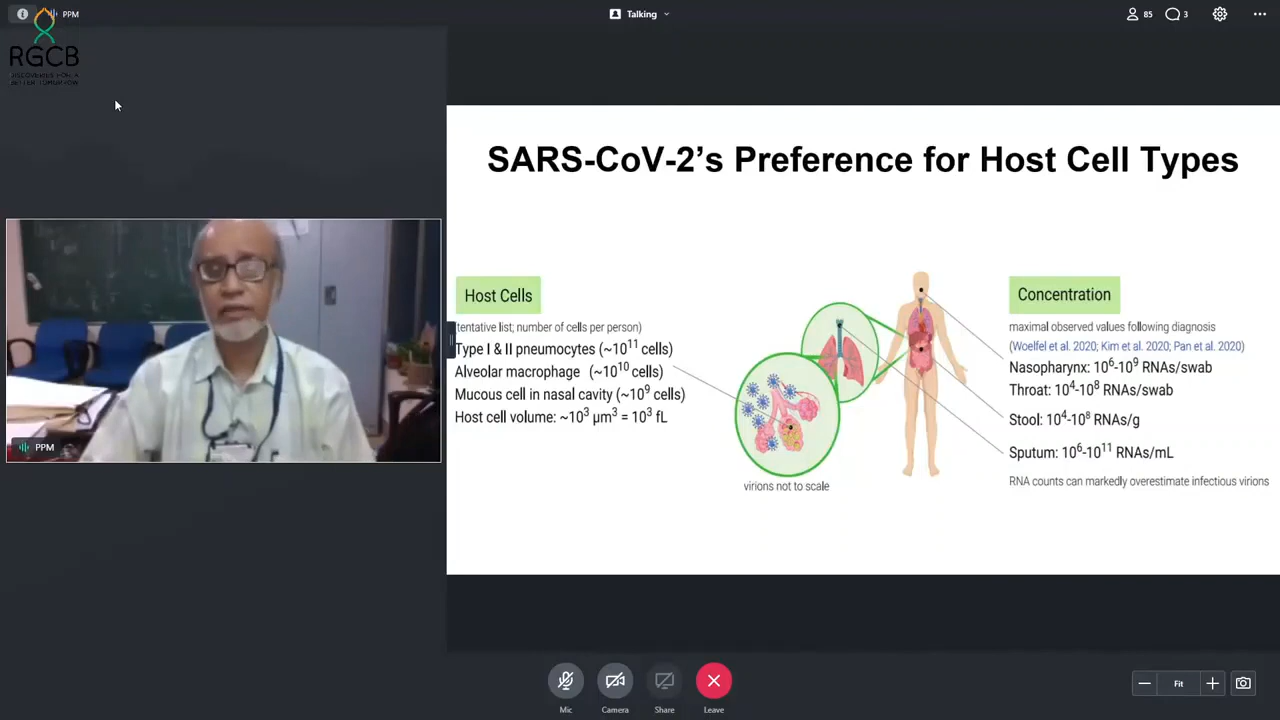 PPM
Talking
85
3
RGCB
DISCOVERIES FOR A
BETTER TOMORROW
SARS-CoV-2’s Preference for Host Cell Types
Host Cells
tentative list; number of cells per person)
Type I & II pneumocytes (~10¹¹ cells)
Alveolar macrophage (~10¹⁰ cells)
Mucous cell in nasal cavity (~10⁹ cells)
Host cell volume: ~10³ μm³ = 10³ fL
virions not to scale
Concentration
maximal observed values following diagnosis
(Woelfel et al. 2020; Kim et al. 2020; Pan et al. 2020)
Nasopharynx: 10⁶-10⁹ RNAs/swab
Throat: 10⁴-10⁸ RNAs/swab
Stool: 10⁴-10⁸ RNAs/g
Sputum: 10⁶-10¹¹ RNAs/mL
RNA counts can markedly overestimate infectious virions
PPM
Mic
Camera
Share
Leave
Fit